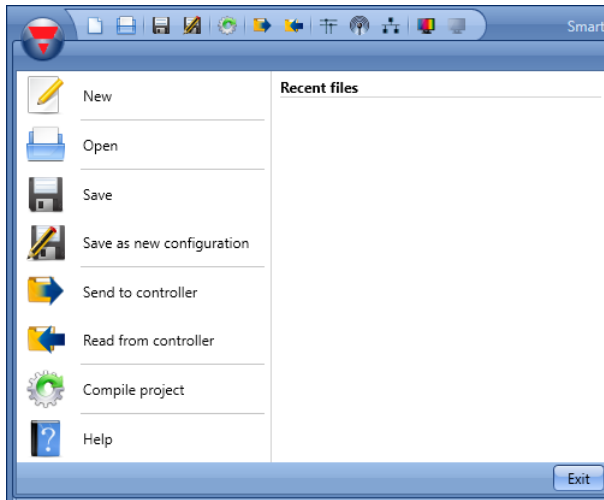 Smart
New
Recent files
Open
Save
Save as new configuration
Send to controller
Read from controller
Compile project
?
Help
Exit